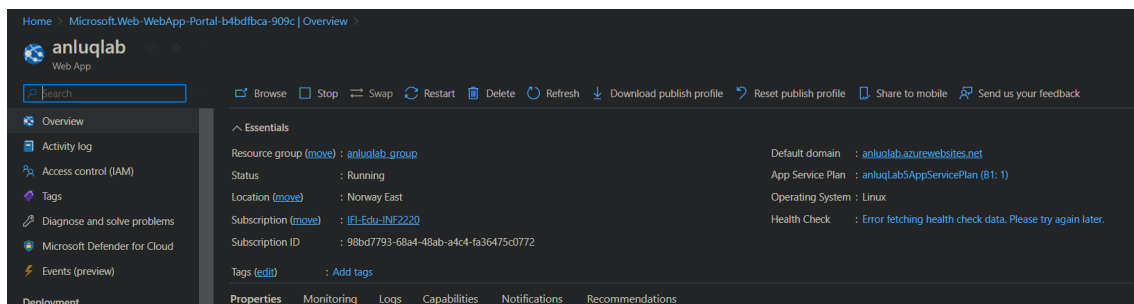 Home > Microsoft.Web-WebApp-Portal-b4bdfbca-909c | Overview >
anluqlab
Web App
Search
Browse Stop Swap Restart Delete Refresh Download publish profile Reset publish profile Share to mobile Send us your feedback
Overview
Activity log
Access control (IAM)
Tags
Diagnose and solve problems
Microsoft Defender for Cloud
Events (preview)
Deployment
Essentials
Resource group (move) : anluqlab_group
Status : Running
Location (move) : Norway East
Subscription (move) : IFI-Edu-INF2220
Subscription ID : 98bd7793-68a4-48ab-a4c4-fa36475c0772
Default domain : anluqlab.azurewebsites.net
App Service Plan : anluqLab5AppServicePlan (B1: 1)
Operating System : Linux
Health Check : Error fetching health check data. Please try again later.
Tags (edit) : Add tags
Properties Monitoring Logs Capabilities Notifications Recommendations